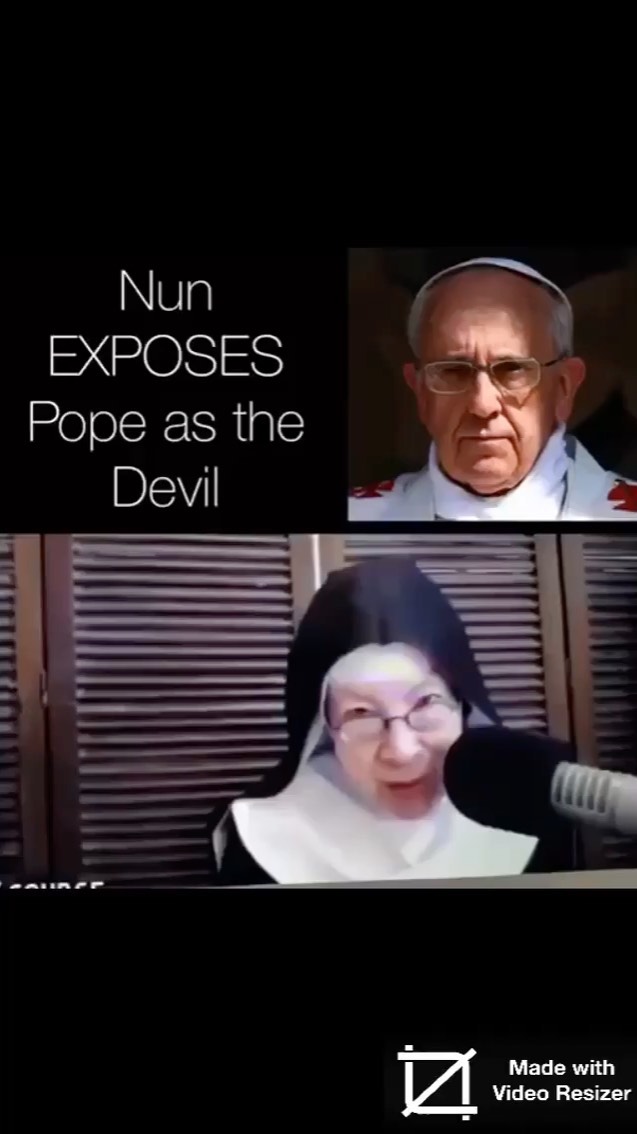 Nun
EXPOSES
Pope as the
Devil
Made with
Video Resizer